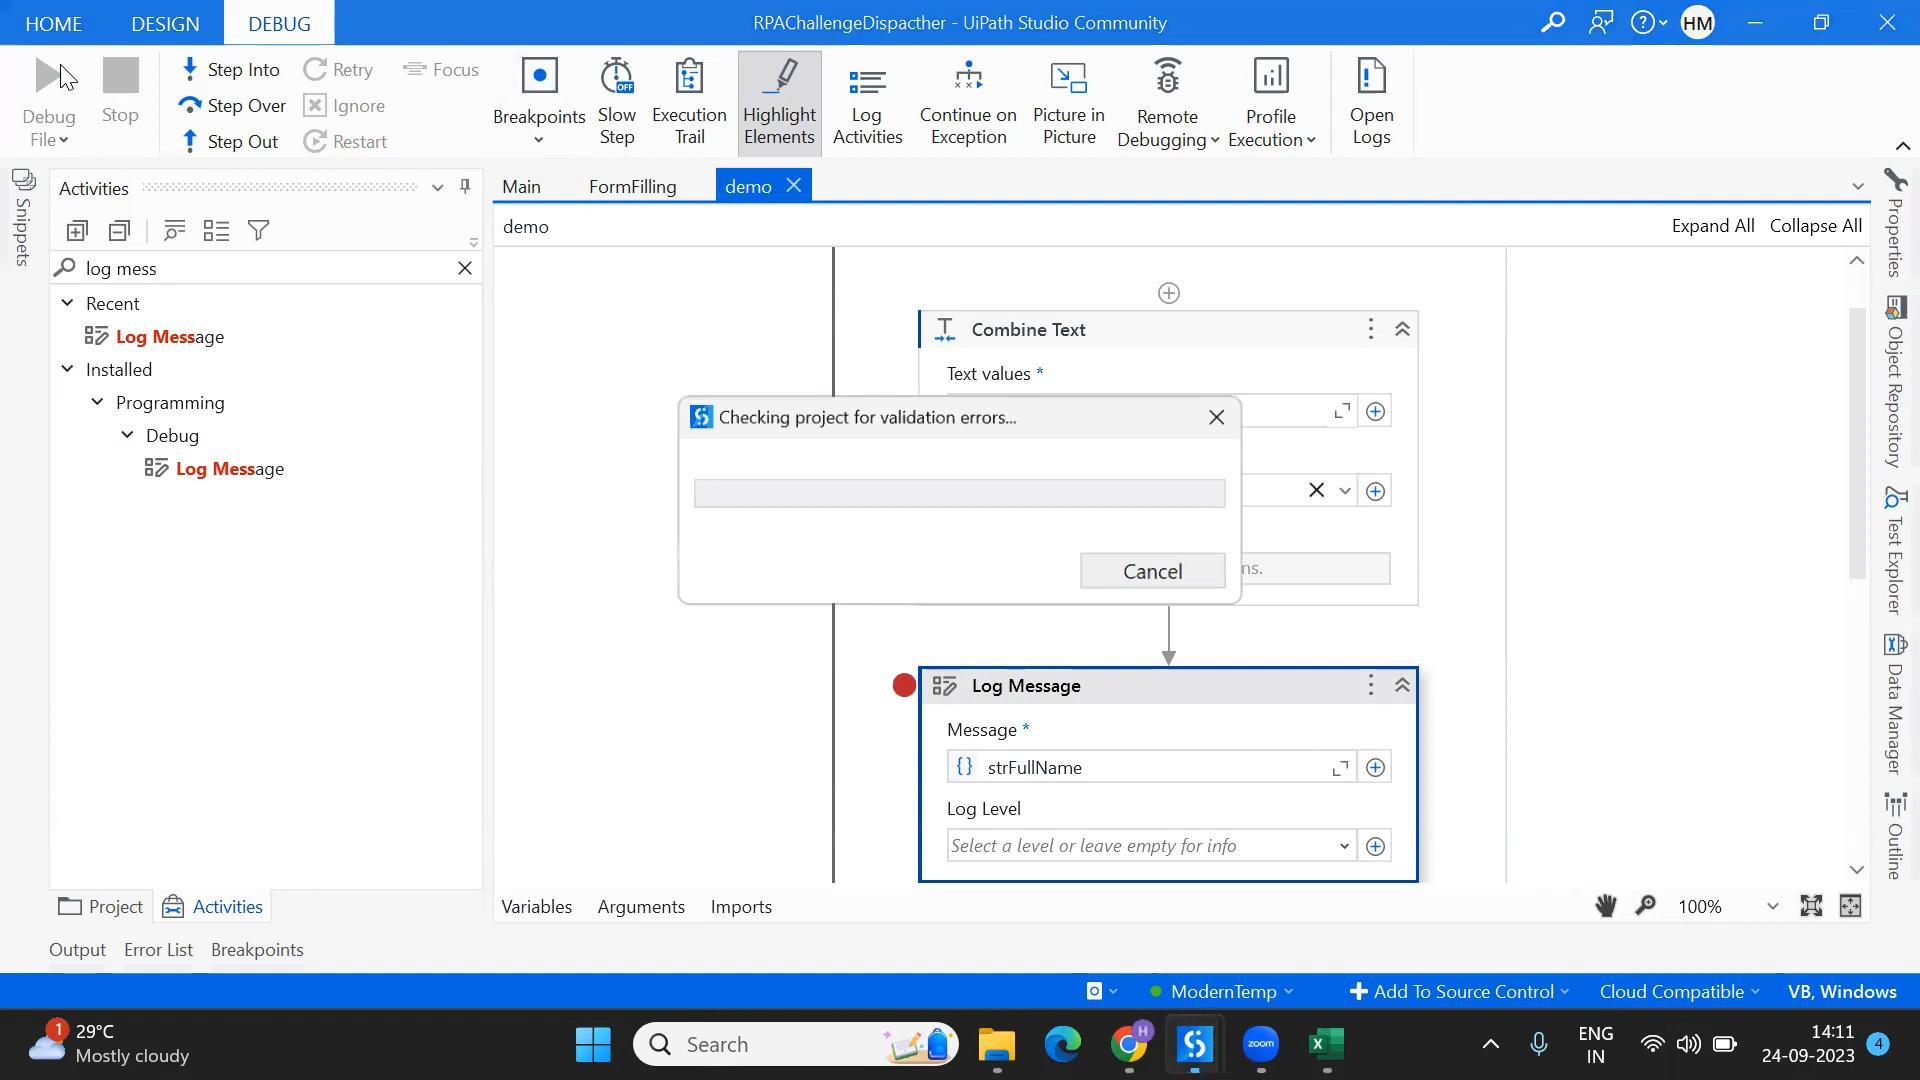 HOME DESIGN DEBUG
RPAChallengeDispacther - UiPath Studio Community
HM
Debug
File
Stop
Step Into
Step Over
Step Out
Retry
Ignore
Restart
Focus
Breakpoints
Slow
Step
OFF
Execution
Trail
Highlight
Elements
Log
Activities
Continue on
Exception
Picture in
Picture
Remote
Debugging
Profile
Execution
Open
Logs
Snippets
Activities
log mess
Recent
Log Message
Installed
Programming
Debug
Log Message
Project
Activities
Main FormFilling demo
demo
Expand All Collapse All
Combine Text
Text values *
ns.
Checking project for validation errors...
Cancel
Log Message
Message *
{} strFullName
Log Level
Select a level or leave empty for info
Variables Arguments Imports
100%
Properties
Object Repository
Test Explorer
Data Manager
Outline
Output Error List Breakpoints
ModernTemp
Add To Source Control
Cloud Compatible
VB, Windows
1
29°C
Mostly cloudy
Search
H
zoom
ENG
IN
14:11
24-09-2023
4